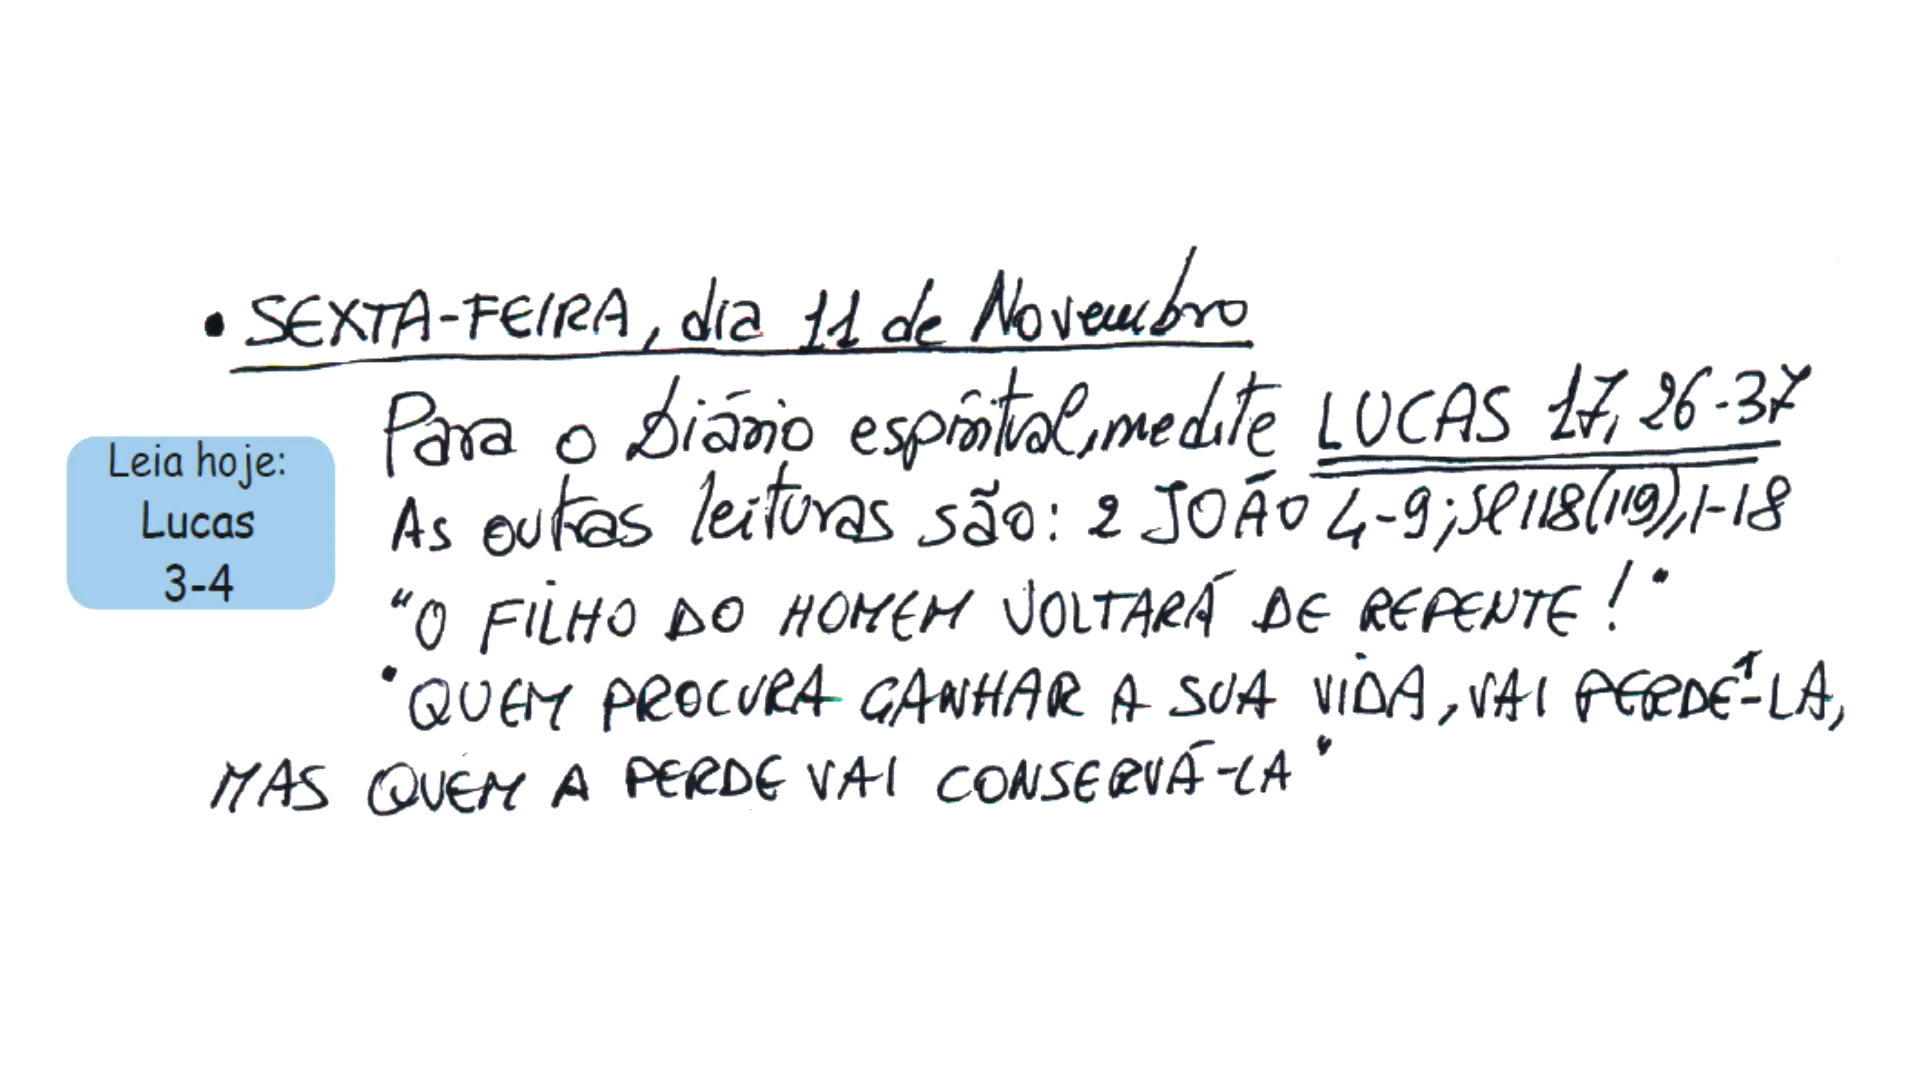 • SEXTA-FEIRA, dia 11 de Novembro
Para o Diário espiritual, medite LUCAS 17, 26-37
Leia hoje:
Lucas
3-4
As outras leituras são: 2 JOÃO 4-9; Sl 118(119), 1-18
"O FILHO DO HOMEM VOLTARÁ DE REPENTE!"
"QUEM PROCURA GANHAR A SUA VIDA, VAI PERDÊ-LA,
MAS QUEM A PERDE VAI CONSERVÁ-LA"